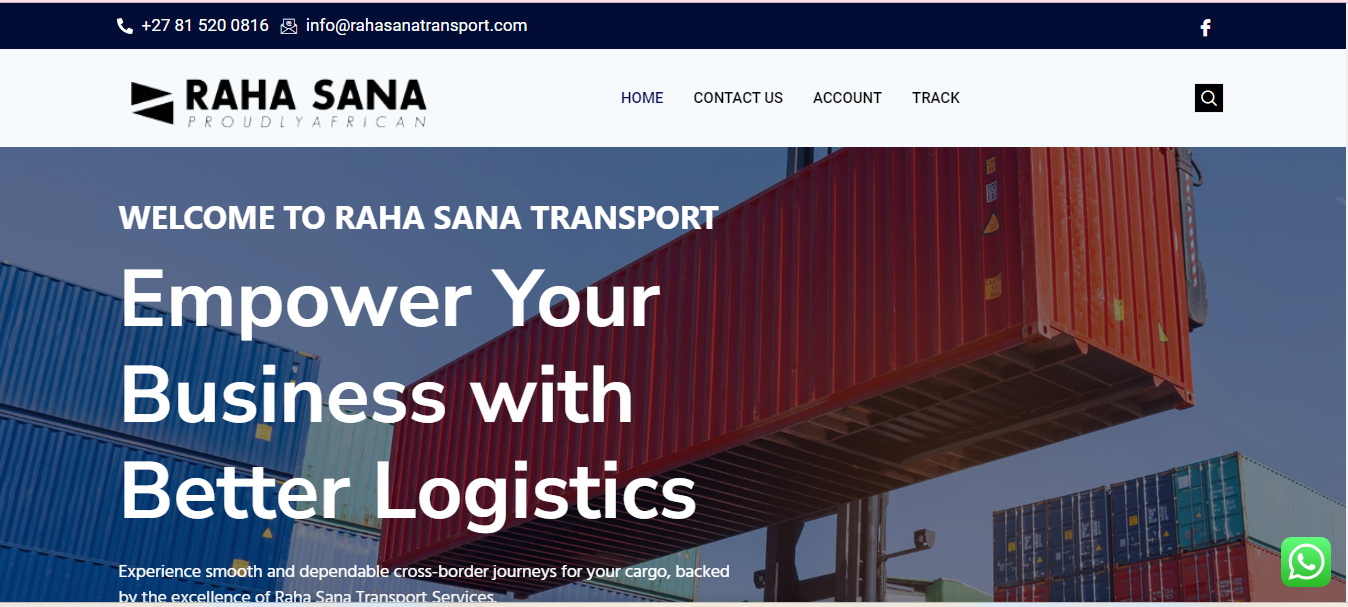 +27 81 520 0816 info@rahasanatransport.com
RAHA SANA
PROUDLYAFRICAN
HOME CONTACT US ACCOUNT TRACK
WELCOME TO RAHA SANA TRANSPORT
Empower Your
Business with
Better Logistics
Experience smooth and dependable cross-border journeys for your cargo, backed
by the excellence of Raha Sana Transport Services.